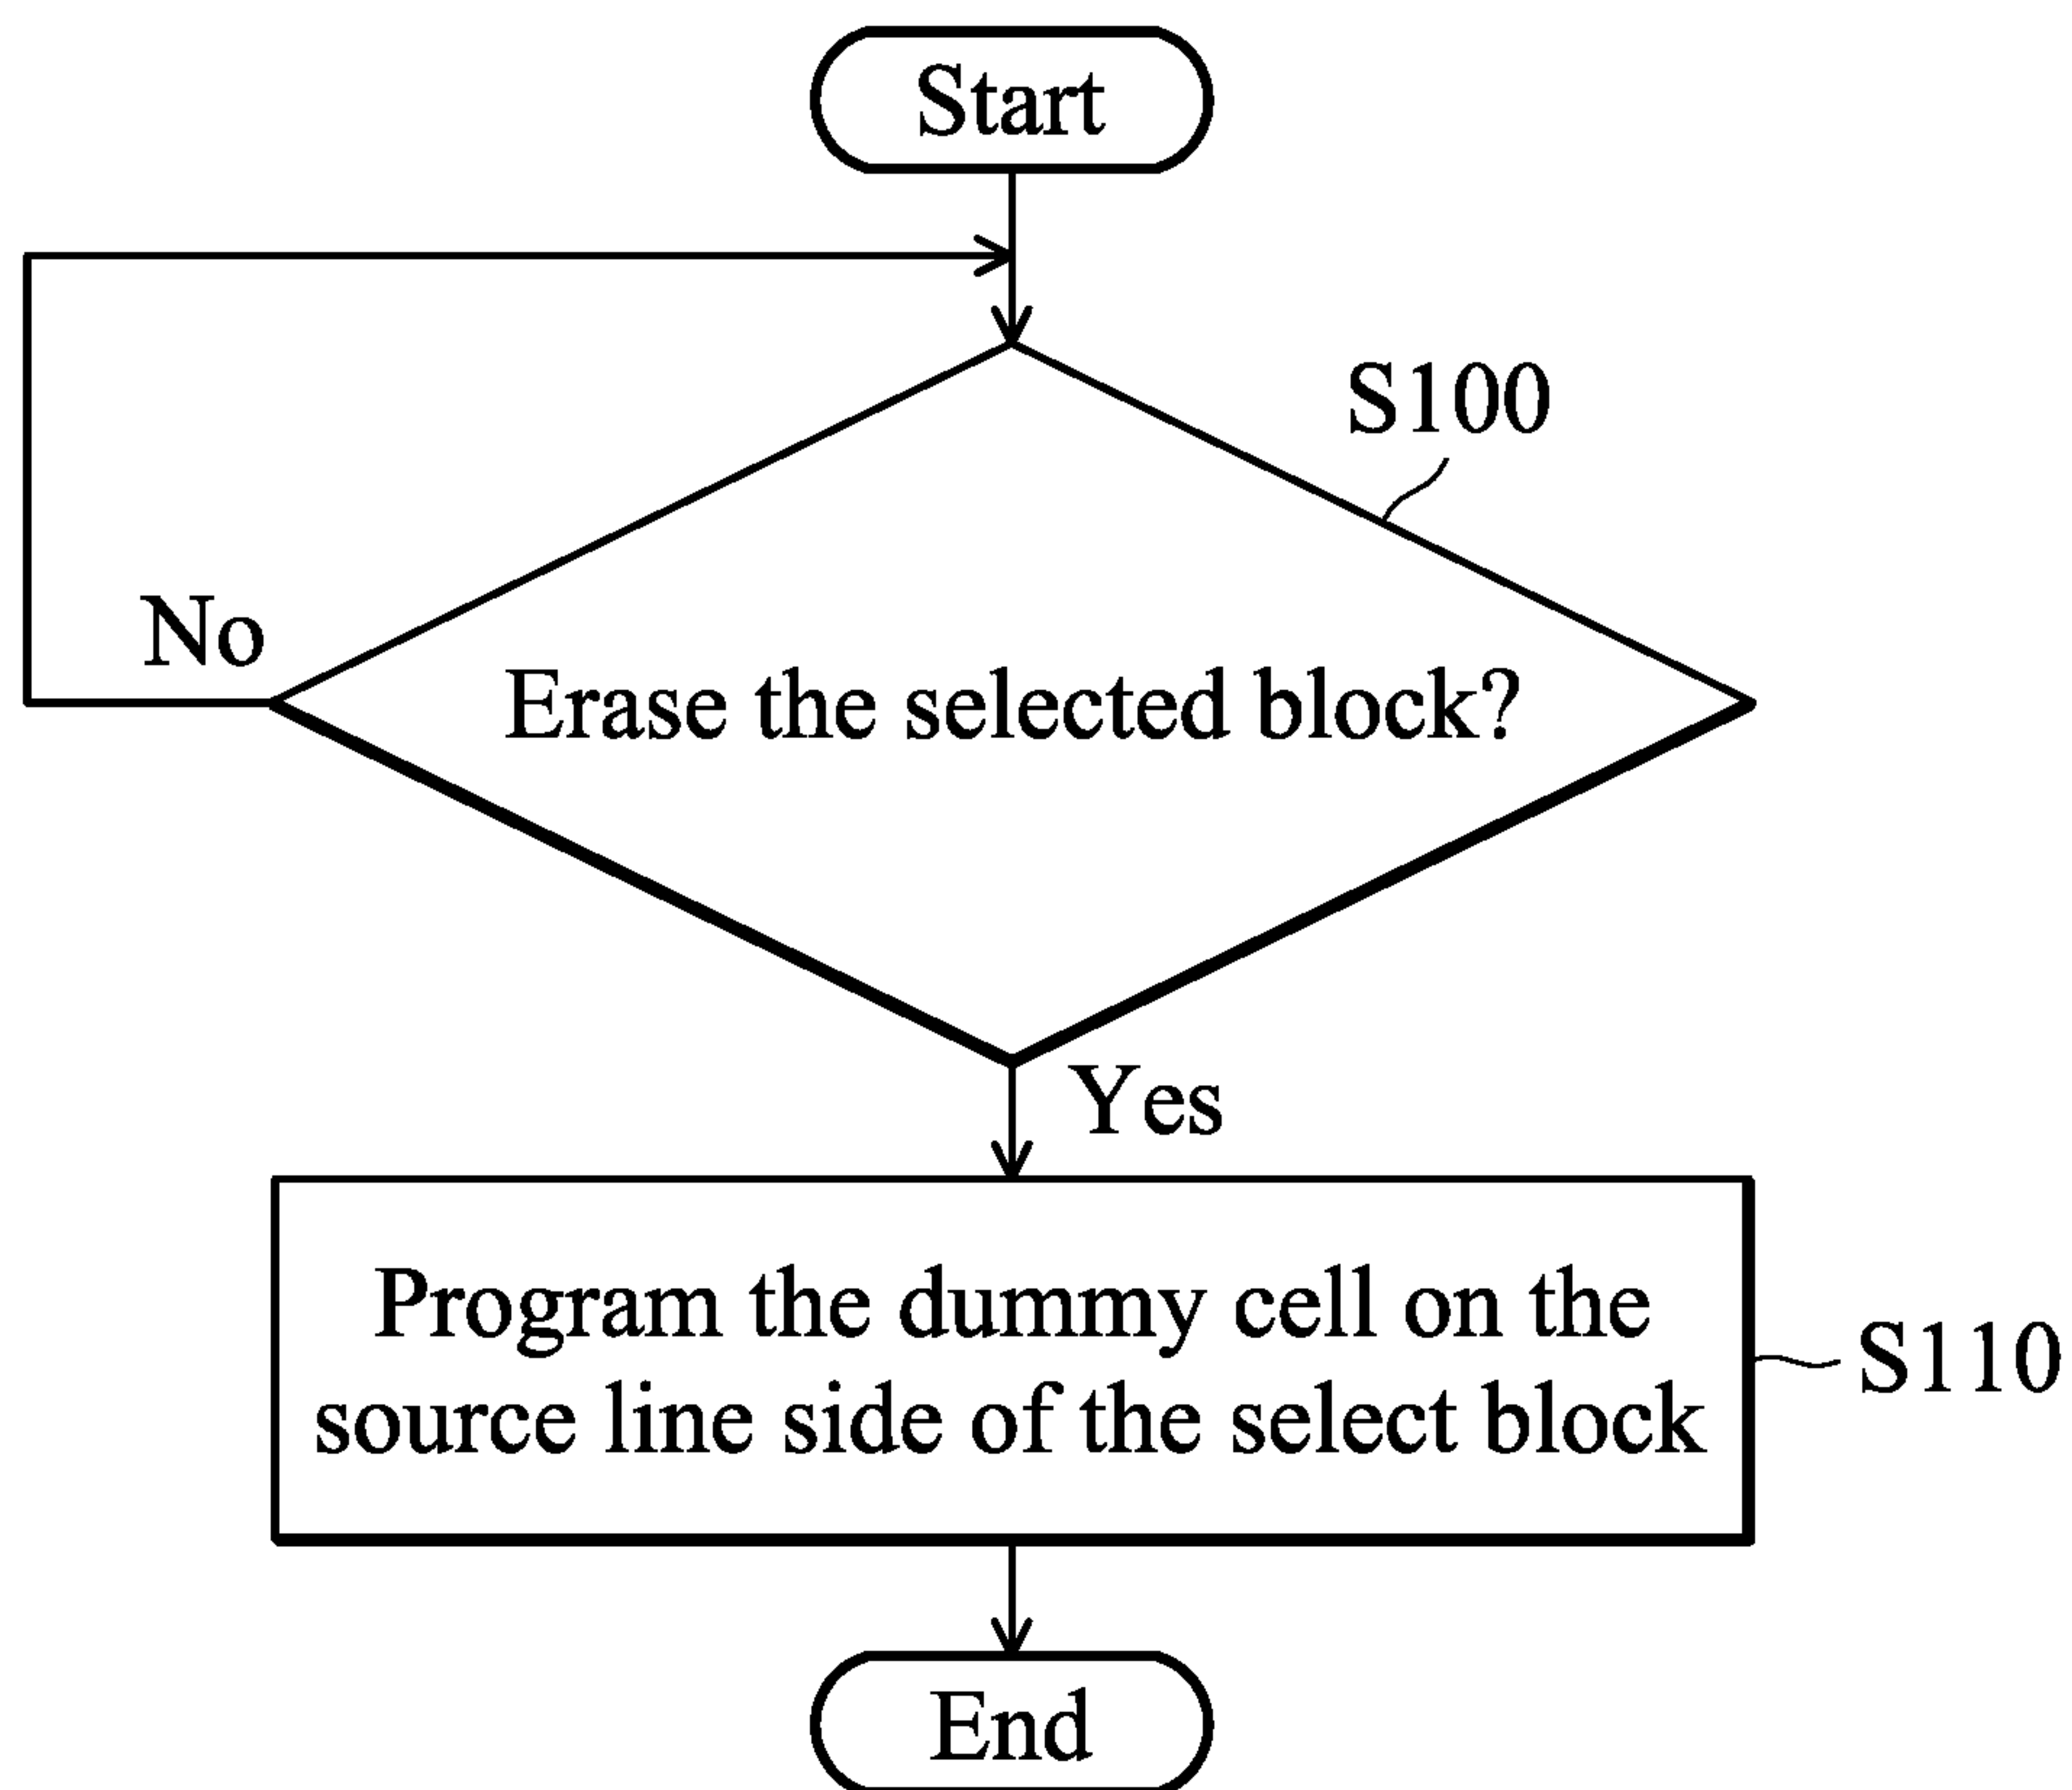 Start
S100
No
Erase the selected block?
Yes
Program the dummy cell on the
source line side of the select block
S110
End